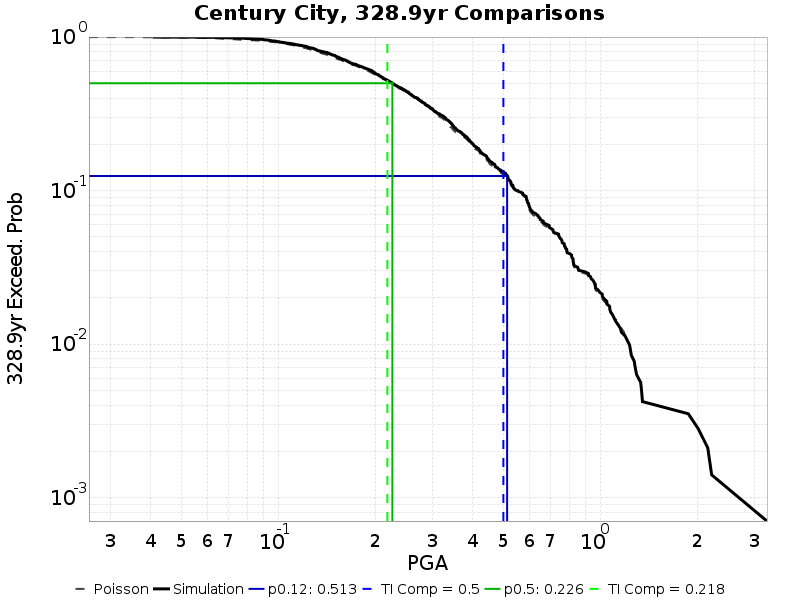 Century City, 328.9yr Comparisons
10^0
10^-1
10^-2
10^-3
328.9yr Exceed. Prob
3 4 5 6 7 10^-1 2 3 4 5 6 7 10^0 2 3
PGA
Poisson Simulation p0.12: 0.513 TI Comp = 0.5 p0.5: 0.226 TI Comp = 0.218